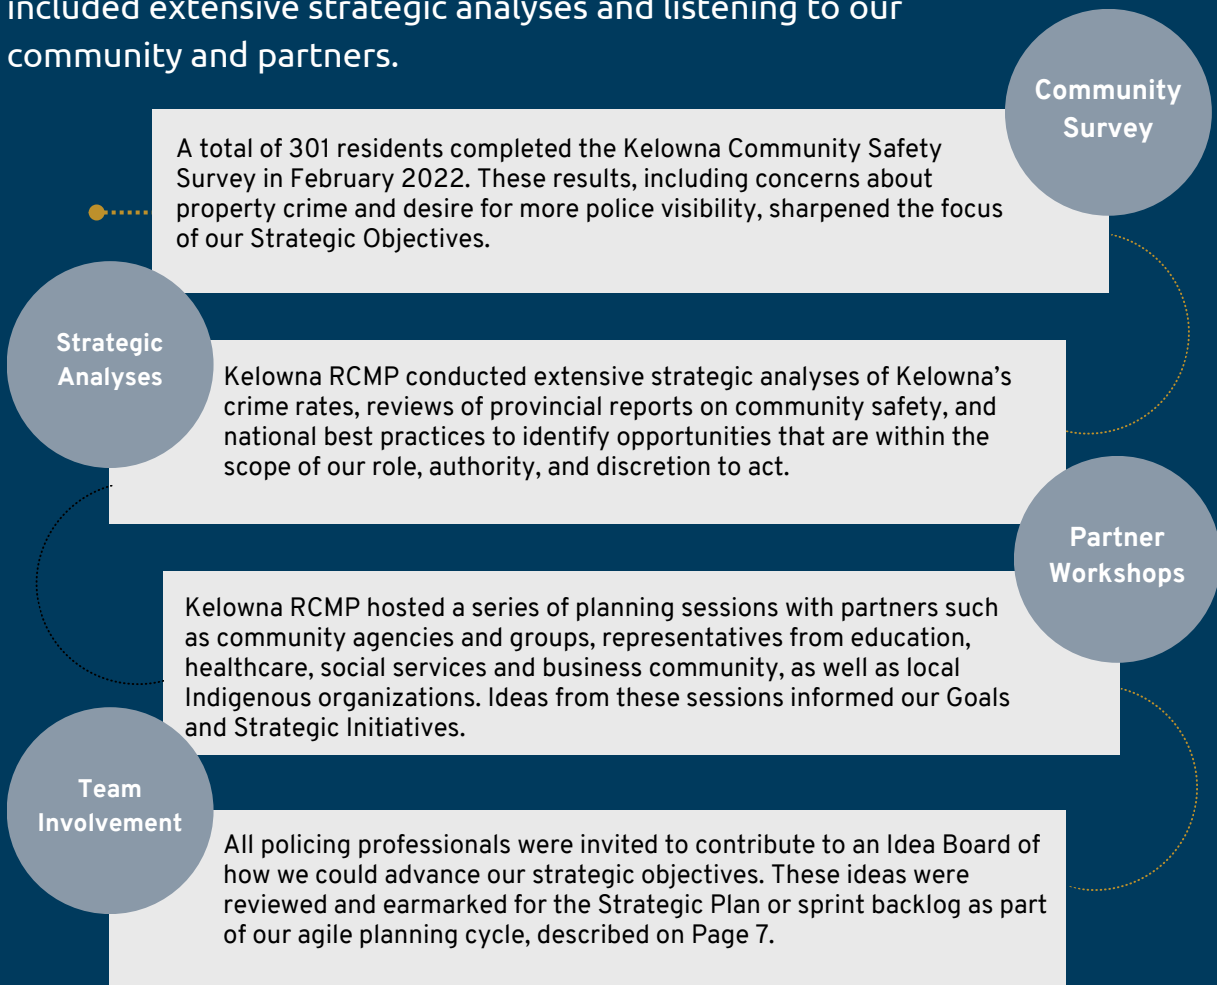 included extensive strategic analyses and listening to our
community and partners.
Community
Survey
A total of 301 residents completed the Kelowna Community Safety
Survey in February 2022. These results, including concerns about
property crime and desire for more police visibility, sharpened the focus
of our Strategic Objectives.
Strategic
Analyses
Kelowna RCMP conducted extensive strategic analyses of Kelowna’s
crime rates, reviews of provincial reports on community safety, and
national best practices to identify opportunities that are within the
scope of our role, authority, and discretion to act.
Partner
Workshops
Kelowna RCMP hosted a series of planning sessions with partners such
as community agencies and groups, representatives from education,
healthcare, social services and business community, as well as local
Indigenous organizations. Ideas from these sessions informed our Goals
and Strategic Initiatives.
Team
Involvement
All policing professionals were invited to contribute to an Idea Board of
how we could advance our strategic objectives. These ideas were
reviewed and earmarked for the Strategic Plan or sprint backlog as part
of our agile planning cycle, described on Page 7.